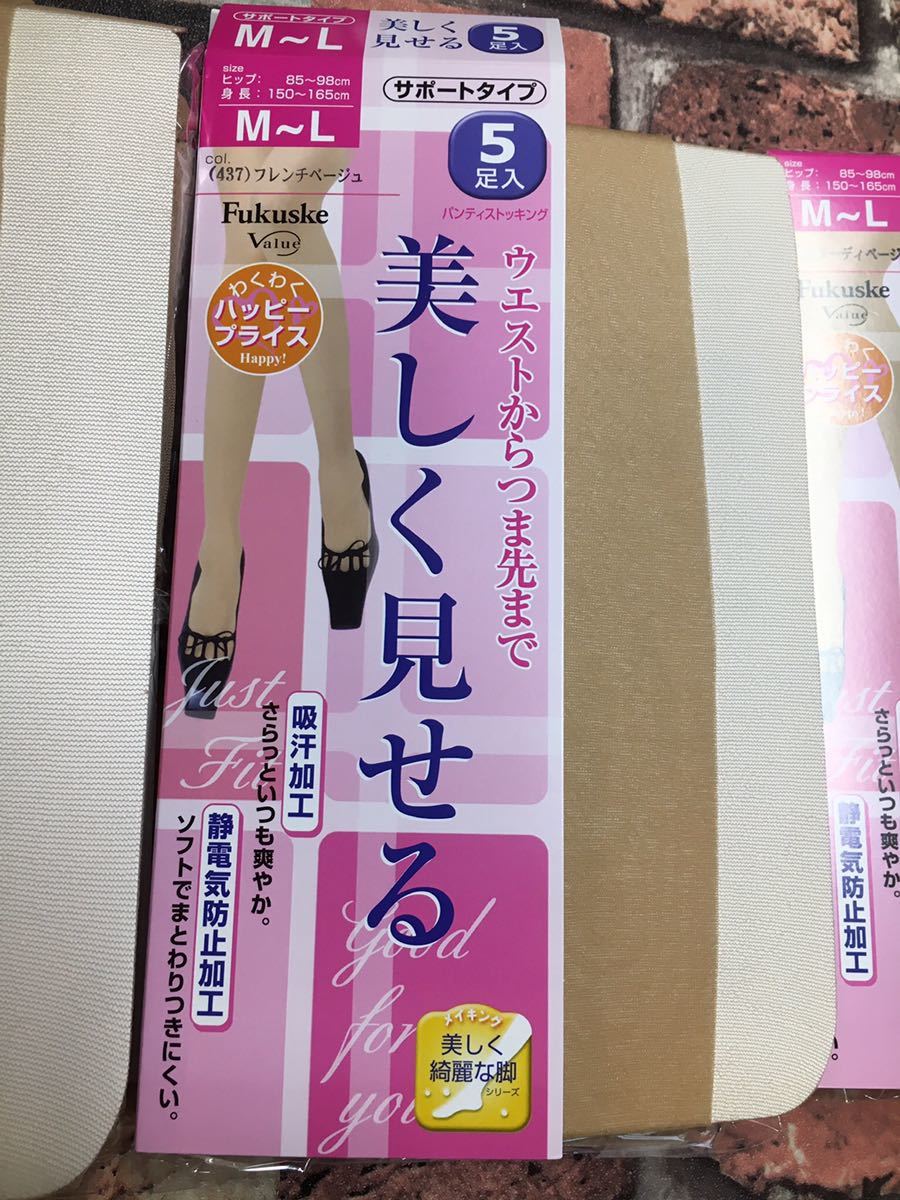 サポートタイプ
M~L
size
ヒップ: 85~98cm
身長: 150~165cm
M~L
col.
(437)フレンチベージュ
Fukuske
Value
わくわく
ハッピー
プライス
Happy!
美しく
見せる
5
足入
サポートタイプ
5
足入
パンティストッキング
ウエストからつま先まで
美しく見せる
Just
Fit
吸汗加工
さらっといつも爽やか。
静電気防止加工
ソフトでまとわりつきにくい。
Good
for
you
メイキング
美しく
綺麗な脚
シリーズ
size
ヒップ: 85~98cm
身長: 150~165cm
M~L
Fukuske
Value
プライス
さらっといつも爽やか。
静電気防止加工